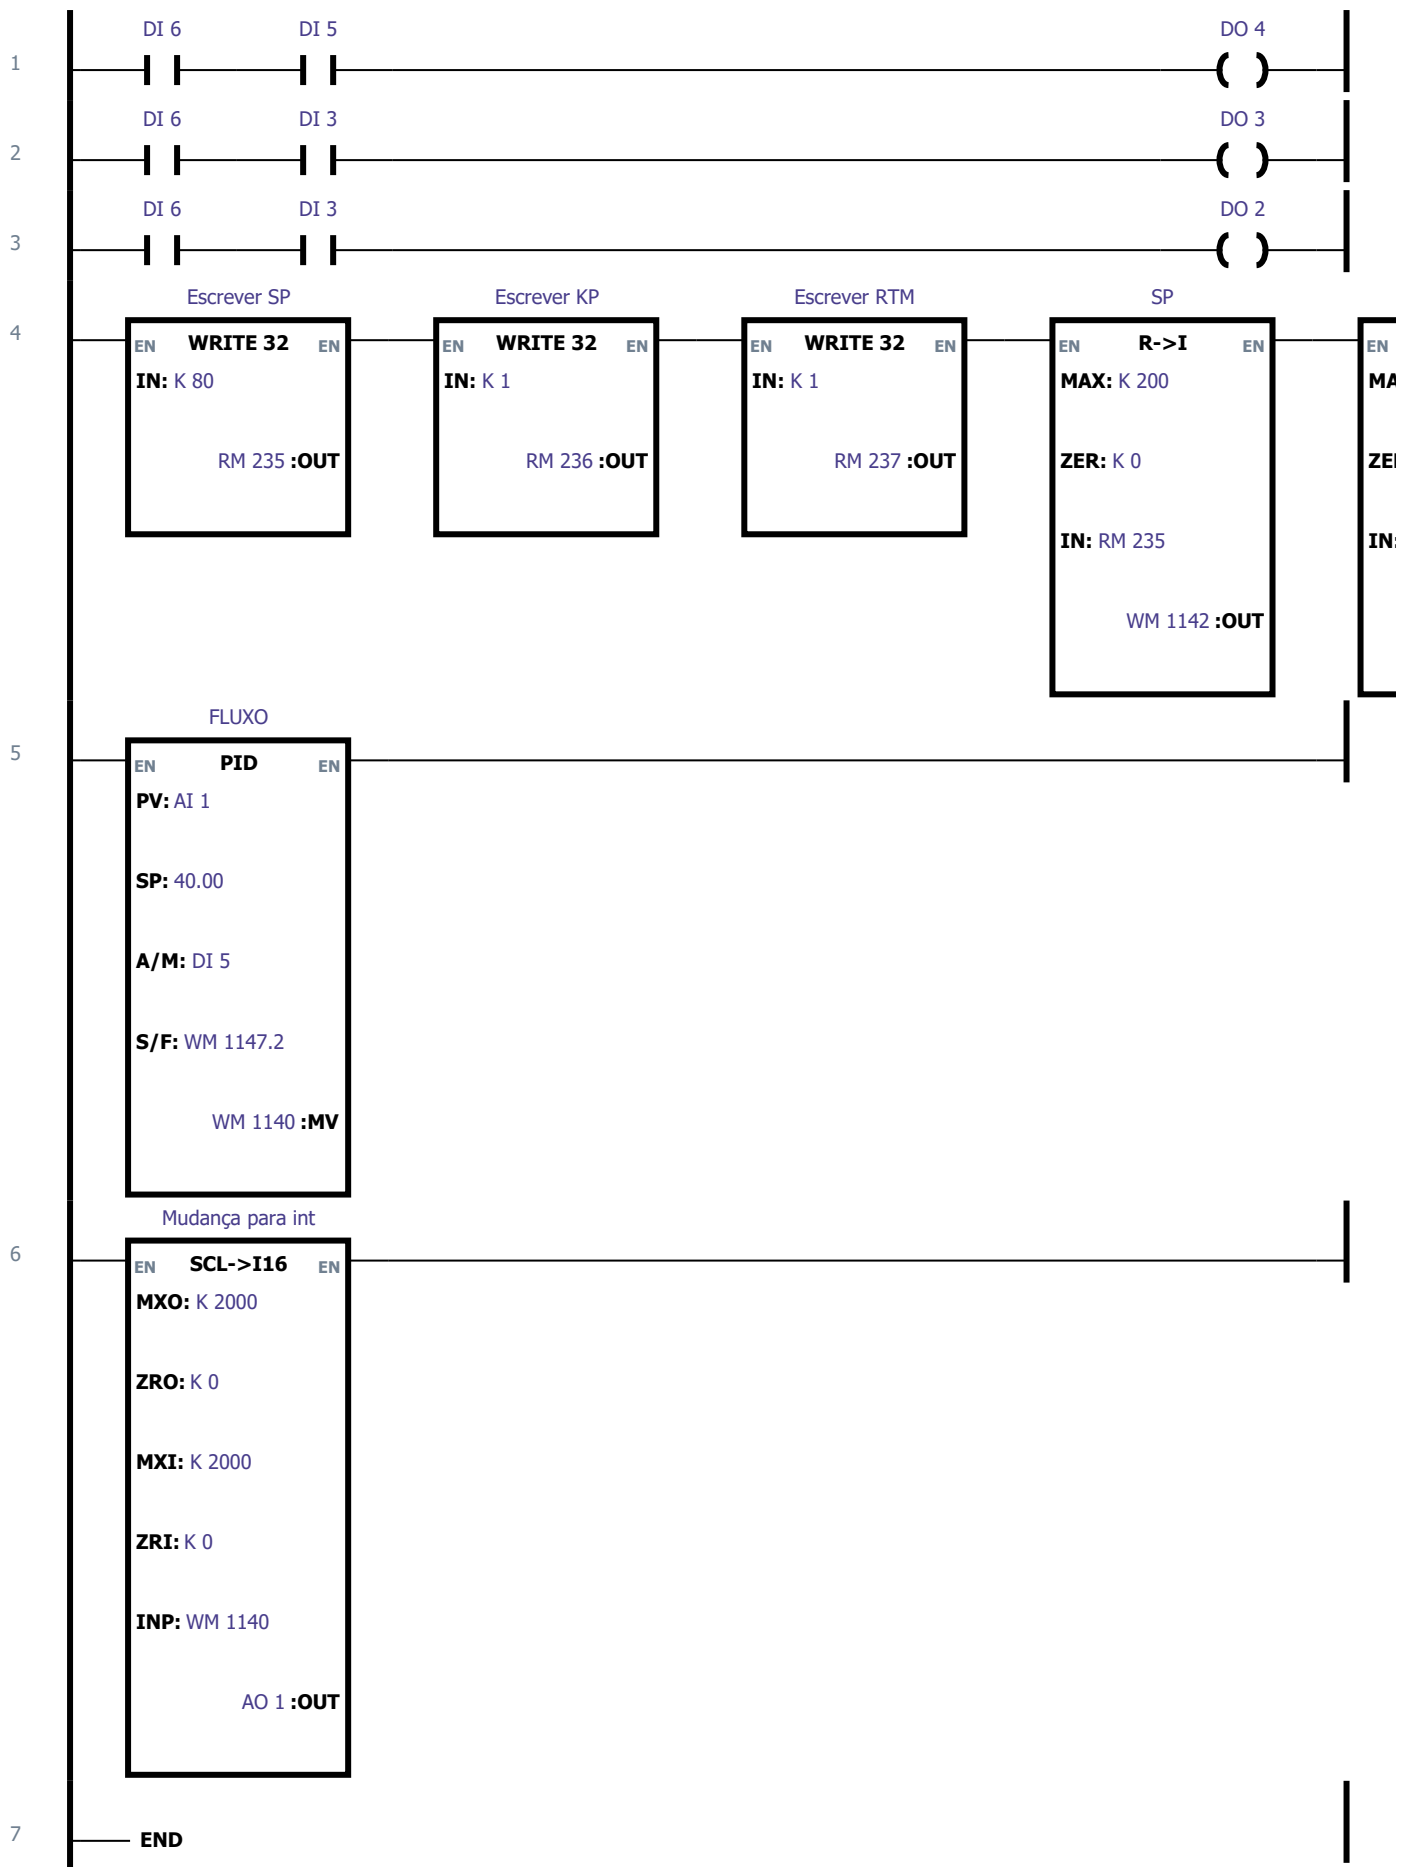 DI 6 DI 5 DO 4
1
DI 6 DI 3 DO 3
2
DI 6 DI 3 DO 2
3
Escrever SP Escrever KP Escrever RTM SP
4
EN WRITE 32 EN EN WRITE 32 EN EN WRITE 32 EN EN R->I EN EN
IN: K 80 IN: K 1 IN: K 1 MAX: K 200 MA
RM 235 :OUT RM 236 :OUT RM 237 :OUT ZER: K 0 ZE
IN: RM 235 IN:
WM 1142 :OUT
FLUXO
5
EN PID EN
PV: AI 1
SP: 40.00
A/M: DI 5
S/F: WM 1147.2
WM 1140 :MV
Mudança para int
6
EN SCL->I16 EN
MXO: K 2000
ZRO: K 0
MXI: K 2000
ZRI: K 0
INP: WM 1140
AO 1 :OUT
7
END